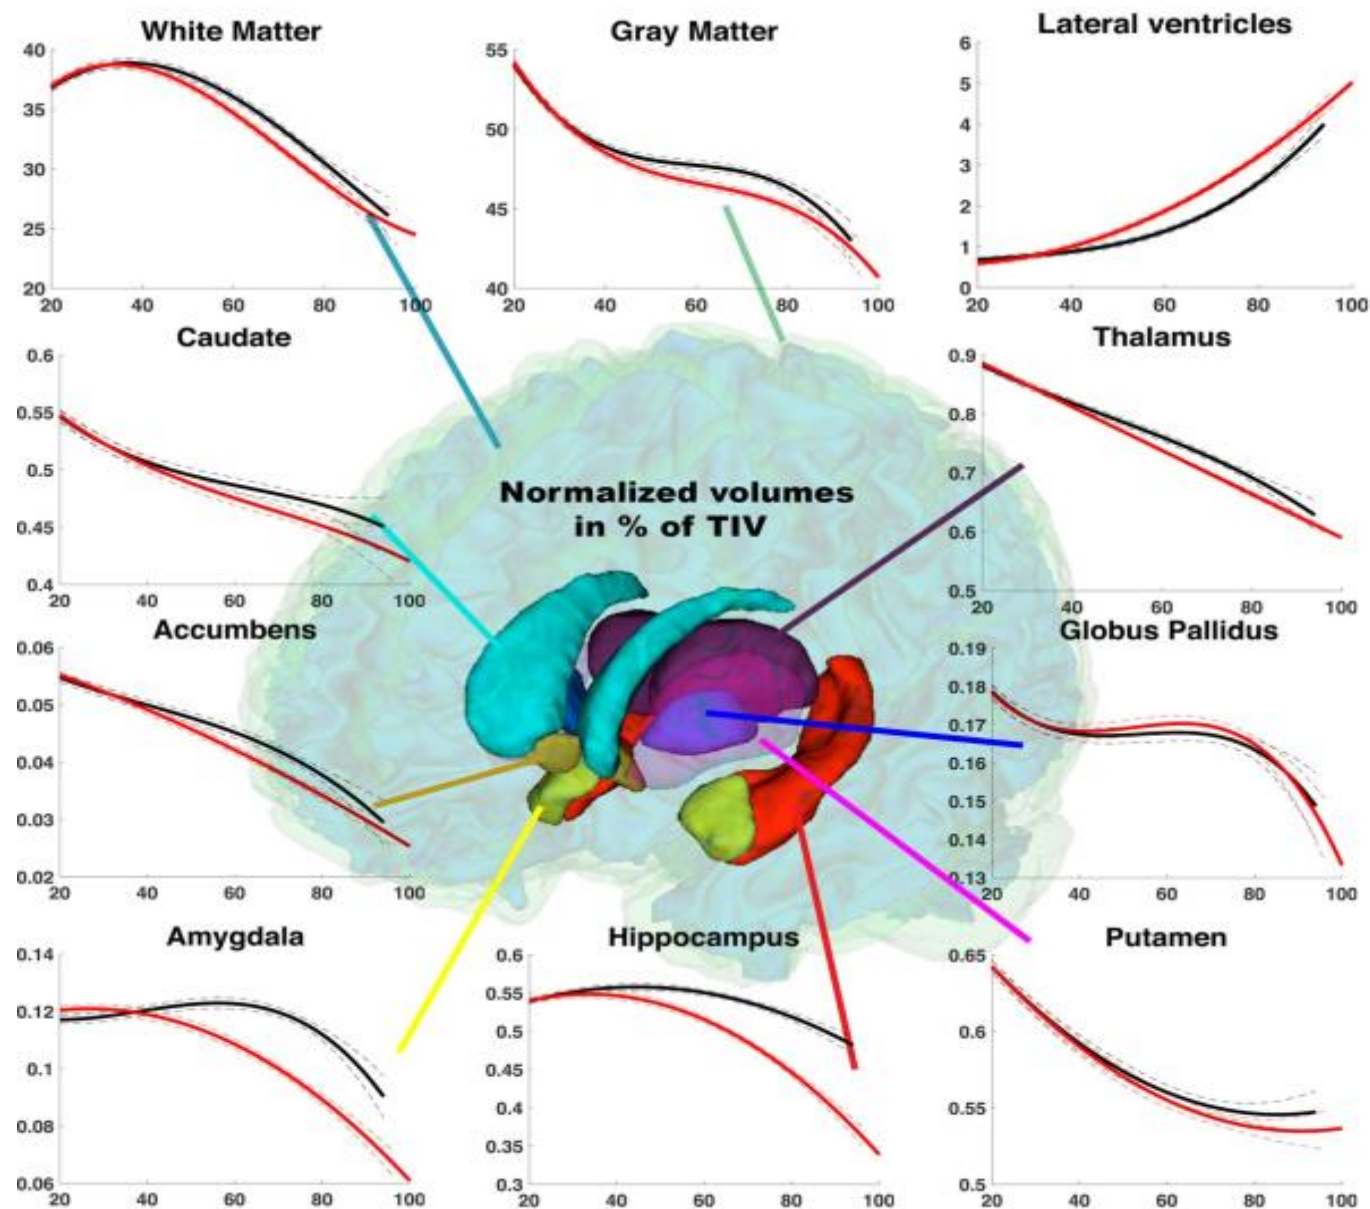 White Matter
40
35
30
25
20
20 40 60 80 100
Gray Matter
55
50
45
40
20 40 60 80 100
Lateral ventricles
6
5
4
3
2
1
0
20 40 60 80 100
Caudate
0.6
0.55
0.5
0.45
0.4
20 40 60 80 100
Normalized volumes
in % of TIV
Thalamus
0.9
0.8
0.7
0.6
0.5
20 40 60 80 100
Accumbens
0.06
0.05
0.04
0.03
0.02
20 40 60 80 100
Globus Pallidus
0.19
0.18
0.17
0.16
0.15
0.14
0.13
20 40 60 80 100
Amygdala
0.14
0.12
0.1
0.08
0.06
20 40 60 80 100
Hippocampus
0.6
0.55
0.5
0.45
0.4
0.35
0.3
20 40 60 80 100
Putamen
0.65
0.6
0.55
0.5
20 40 60 80 100